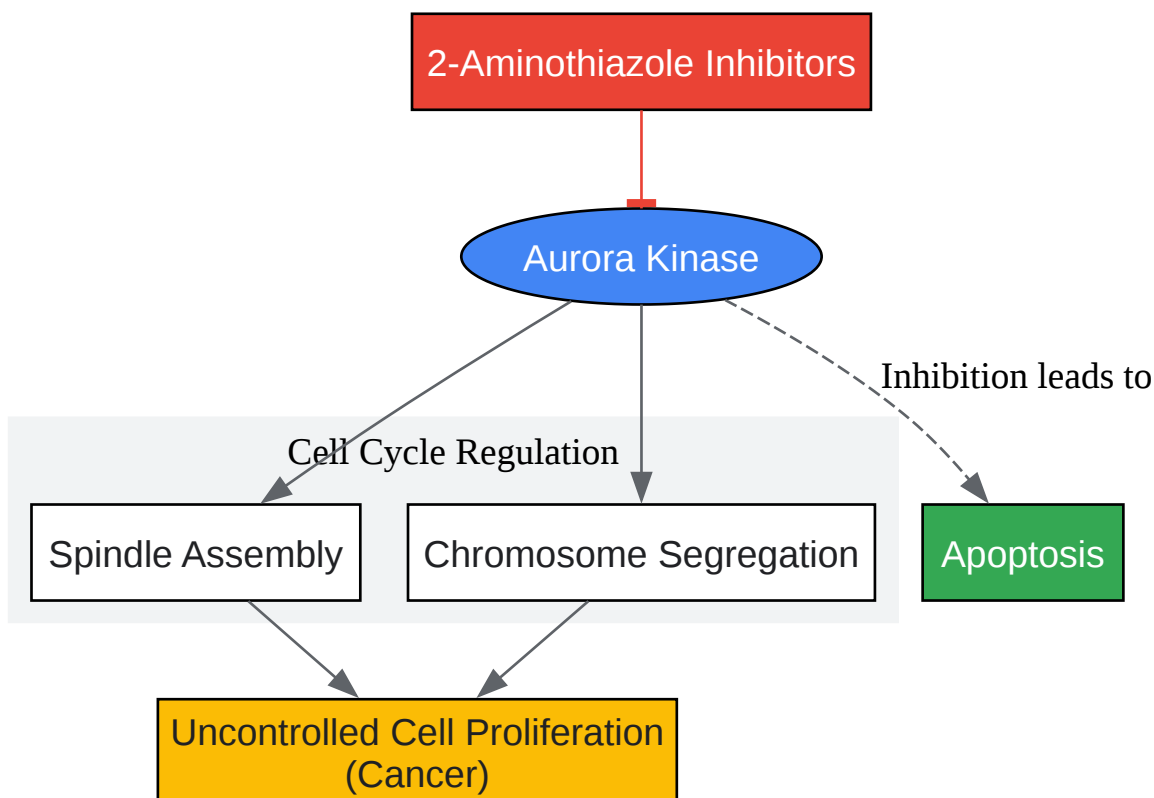 2-Aminothiazole Inhibitors
Aurora Kinase
Inhibition leads to
Cell Cycle Regulation
Spindle Assembly
Chromosome Segregation
Apoptosis
Uncontrolled Cell Proliferation
(Cancer)